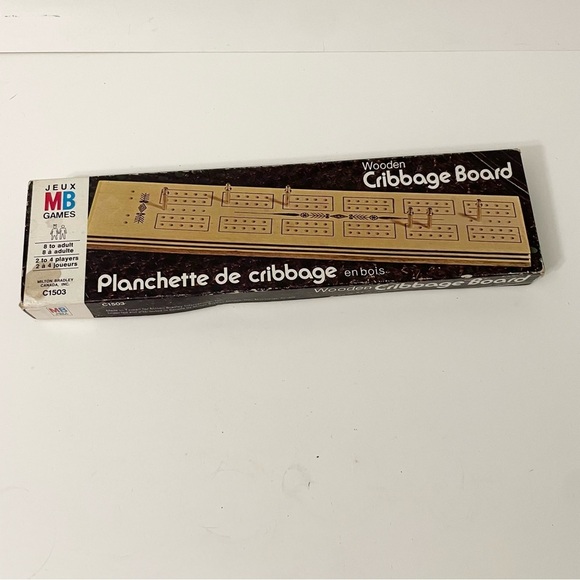 JEUX
MB
GAMES
8 to adult
8 à adulte
2 to 4 players
2 à 4 joueurs
MILTON BRADLEY
CANADA, INC.
C1503
Wooden
Cribbage Board
Planchette de cribbage en bois
MB
C1503
Wooden Cribbage Board